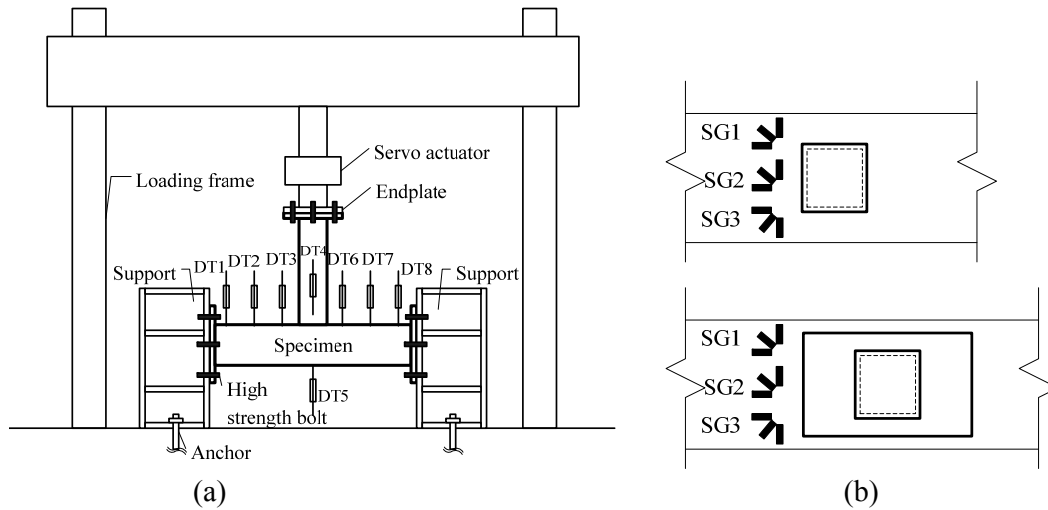 Servo actuator
Endplate
Loading frame
DT4
DT1 DT2 DT3 DT6 DT7 DT8
Support
Support
Specimen
High
strength bolt
DT5
Anchor
(a)
SG1
SG2
SG3
SG1
SG2
SG3
(b)